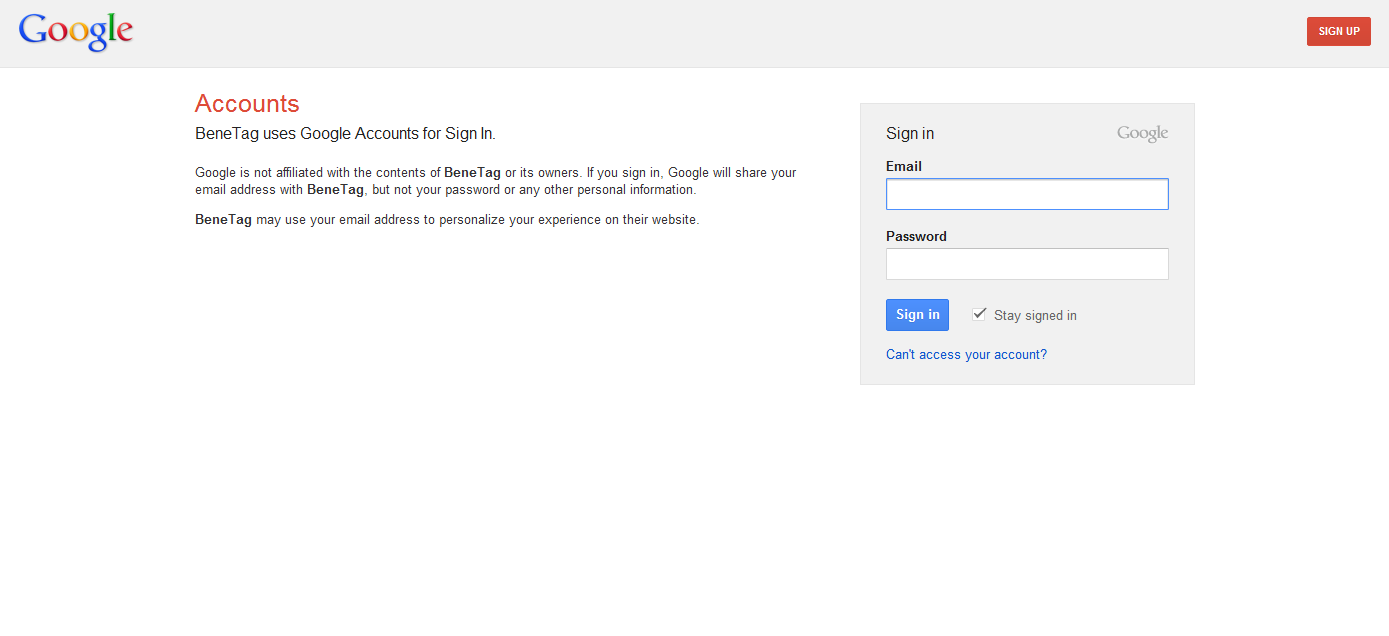 Google
SIGN UP
Accounts
BeneTag uses Google Accounts for Sign In.
Google is not affiliated with the contents of BeneTag or its owners. If you sign in, Google will share your
email address with BeneTag, but not your password or any other personal information.
BeneTag may use your email address to personalize your experience on their website.
Sign in
Google
Email
Password
Sign in
Stay signed in
Can't access your account?